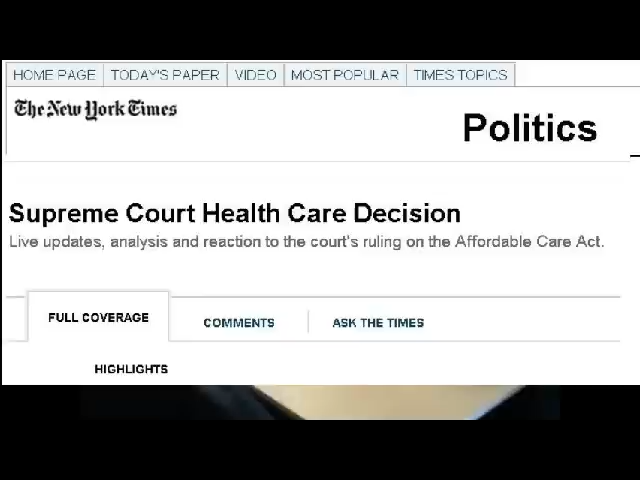 HOME PAGE TODAY'S PAPER VIDEO MOST POPULAR TIMES TOPICS
The New York Times
Politics
Supreme Court Health Care Decision
Live updates, analysis and reaction to the court's ruling on the Affordable Care Act.
FULL COVERAGE COMMENTS ASK THE TIMES
HIGHLIGHTS